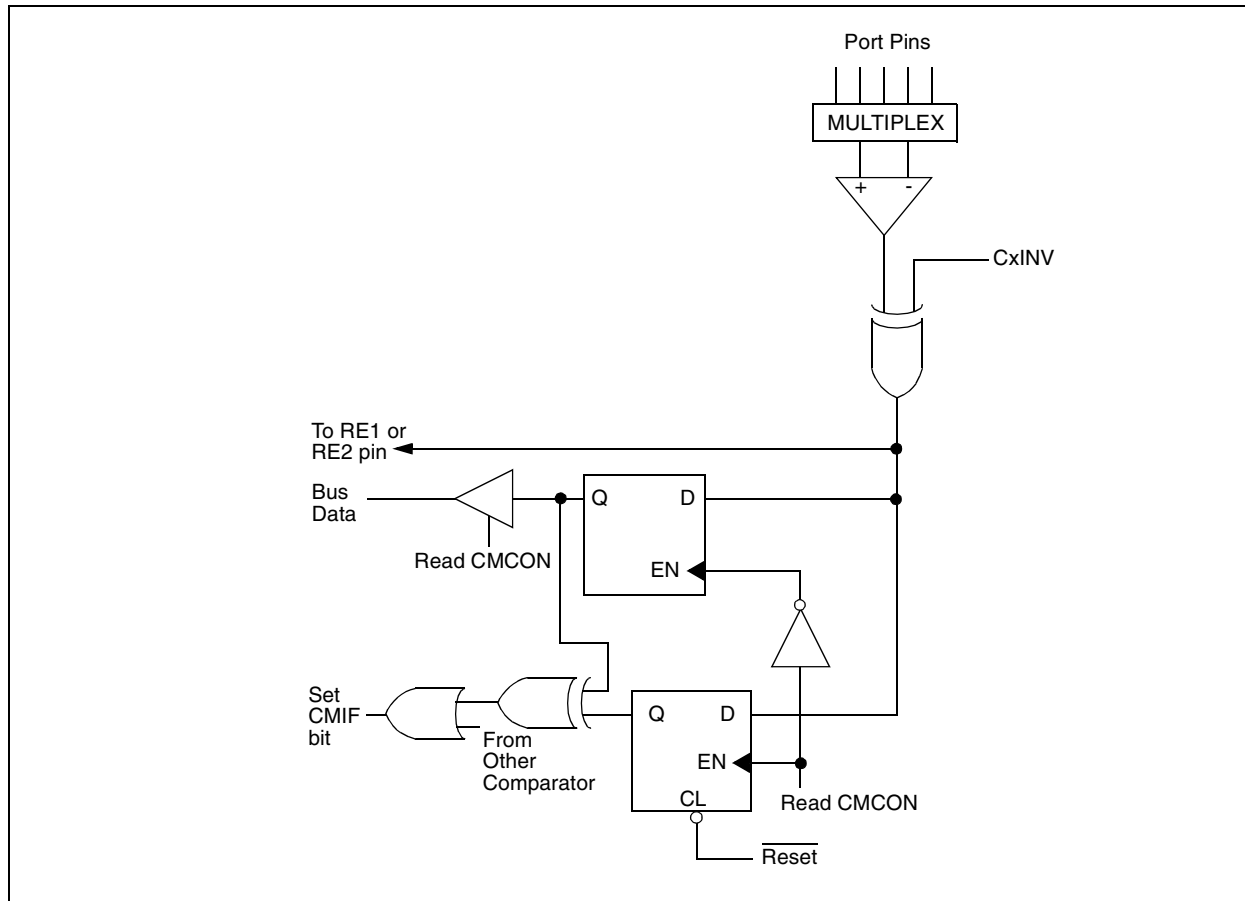 Port Pins
MULTIPLEX
+ -
CxINV
To RE1 or
RE2 pin
Bus
Data
Q D
Read CMCON
EN
Set
CMIF
bit
Q D
From
Other
Comparator
EN
CL
Read CMCON
Reset